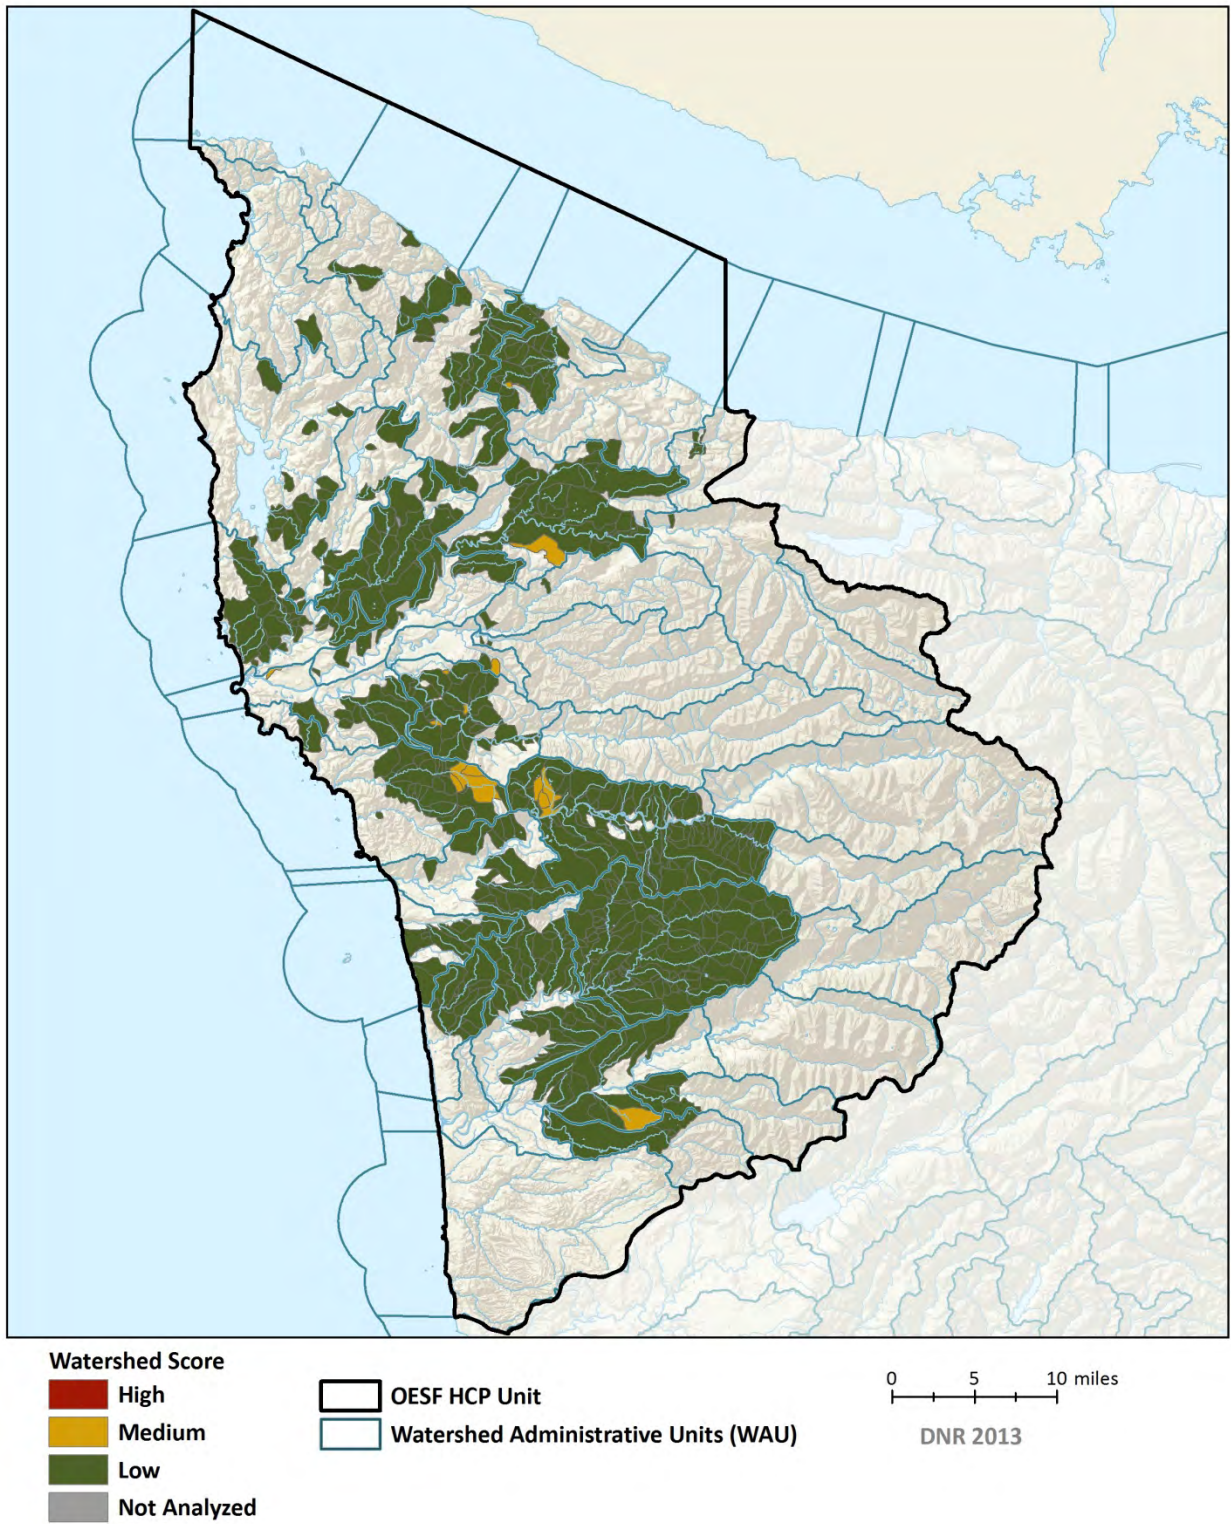 Watershed Score
High
Medium
Low
Not Analyzed
OESF HCP Unit
Watershed Administrative Units (WAU)
0 5 10 miles
DNR 2013